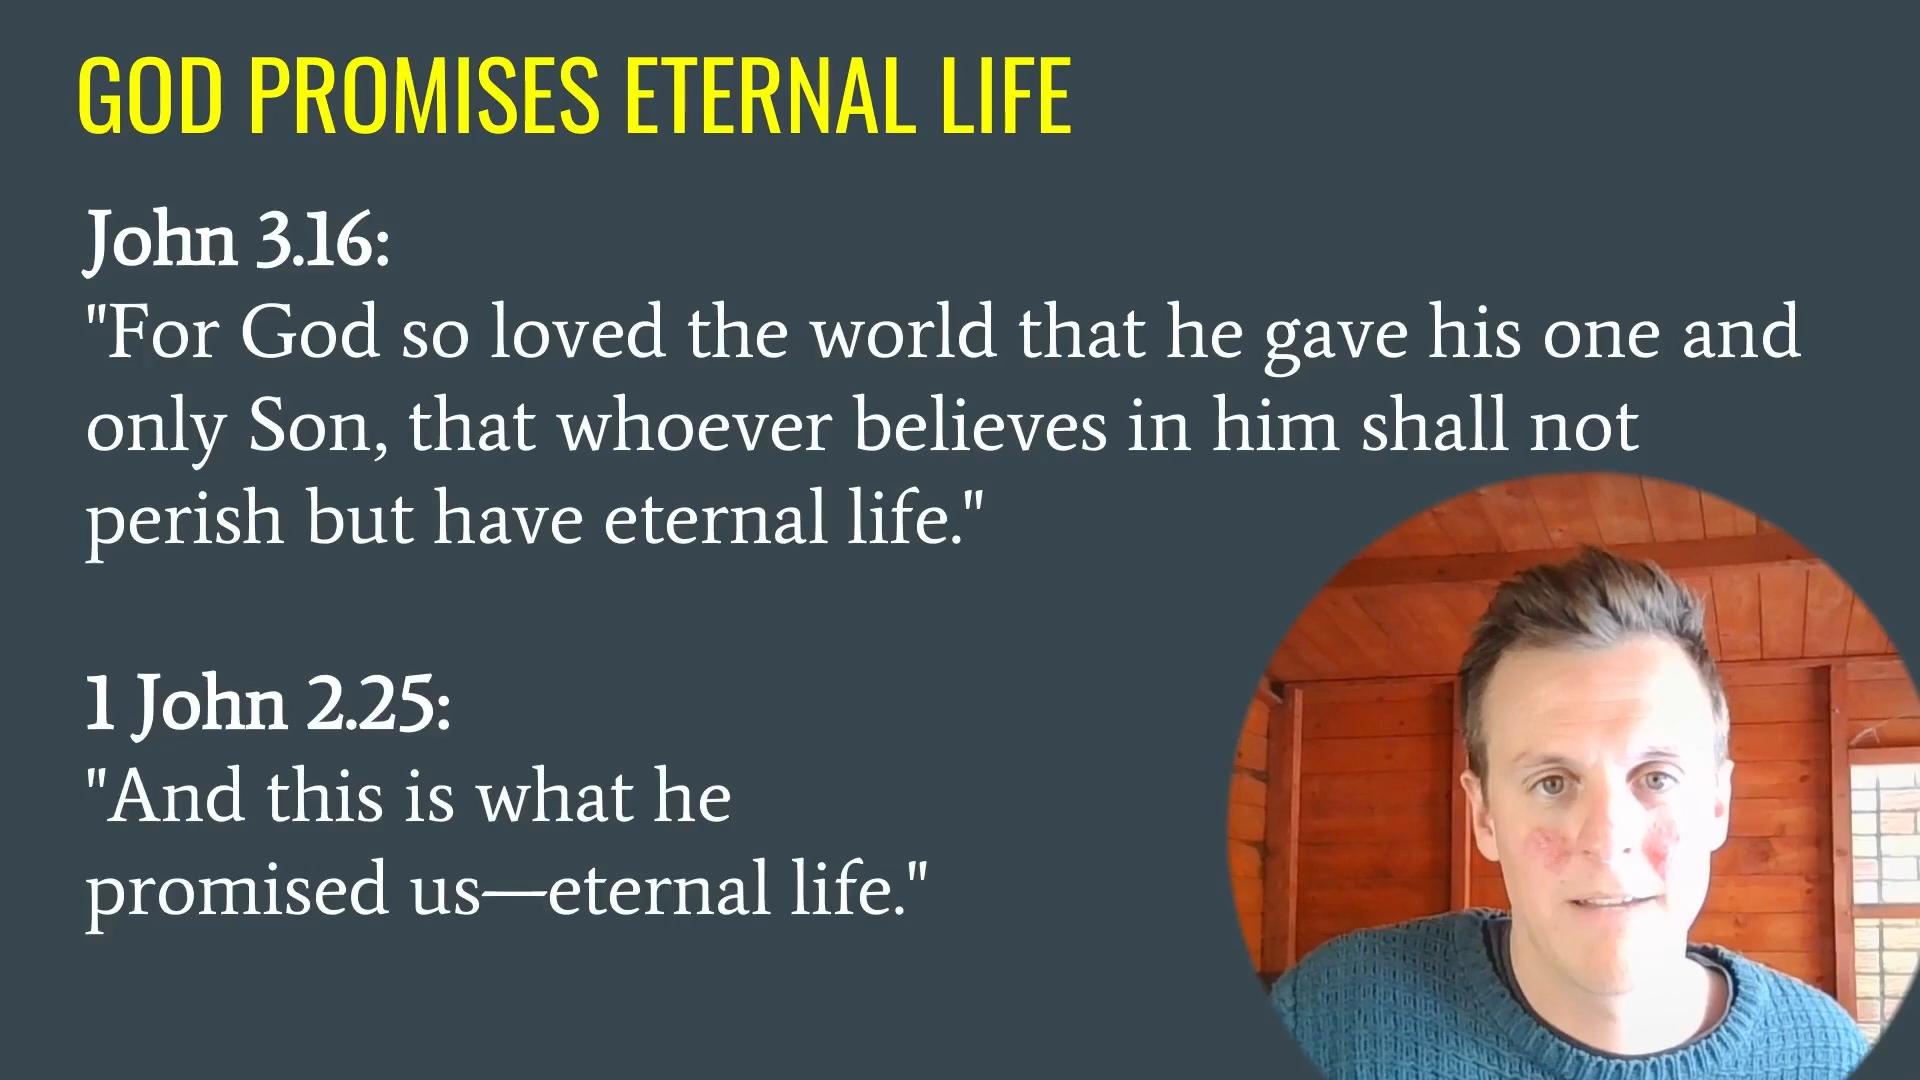 GOD PROMISES ETERNAL LIFE
John 3.16:
"For God so loved the world that he gave his one and
only Son, that whoever believes in him shall not
perish but have eternal life."
1 John 2.25:
"And this is what he
promised us—eternal life."